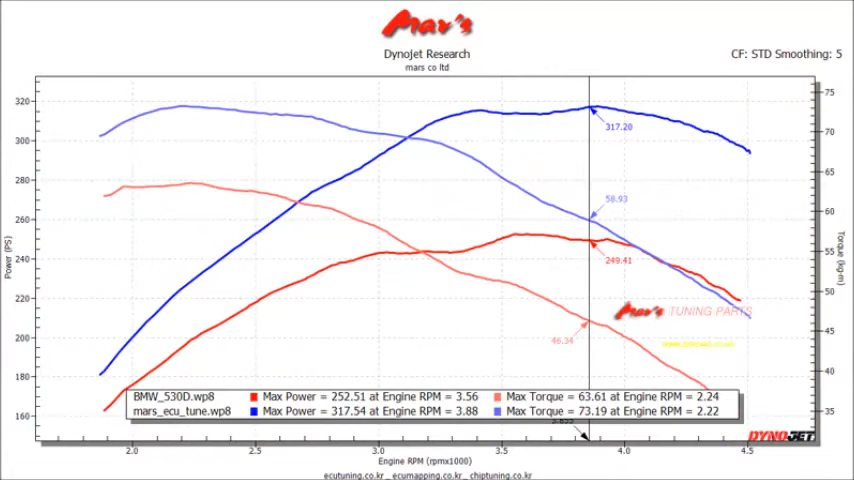 Mars
DynoJet Research
CF: STD Smoothing: 5
mars co ltd
320
300
280
260
240
220
200
180
160
Power (PS)
75
70
65
60
55
50
45
40
35
Torque (kg-m)
317.20
58.93
249.41
46.34
Mars TUNING PARTS
BMW_530D.wp8 Max Power = 252.51 at Engine RPM = 3.56 Max Torque = 63.61 at Engine RPM = 2.24
mars_ecu_tune.wp8 Max Power = 317.54 at Engine RPM = 3.88 Max Torque = 73.19 at Engine RPM = 2.22
DYNOJET
2.0 2.5 3.0 3.5 4.0 4.5
Engine RPM (rpmx1000)
ecutuning.co.kr _ ecumapping.co.kr _ chiptuning.co.kr